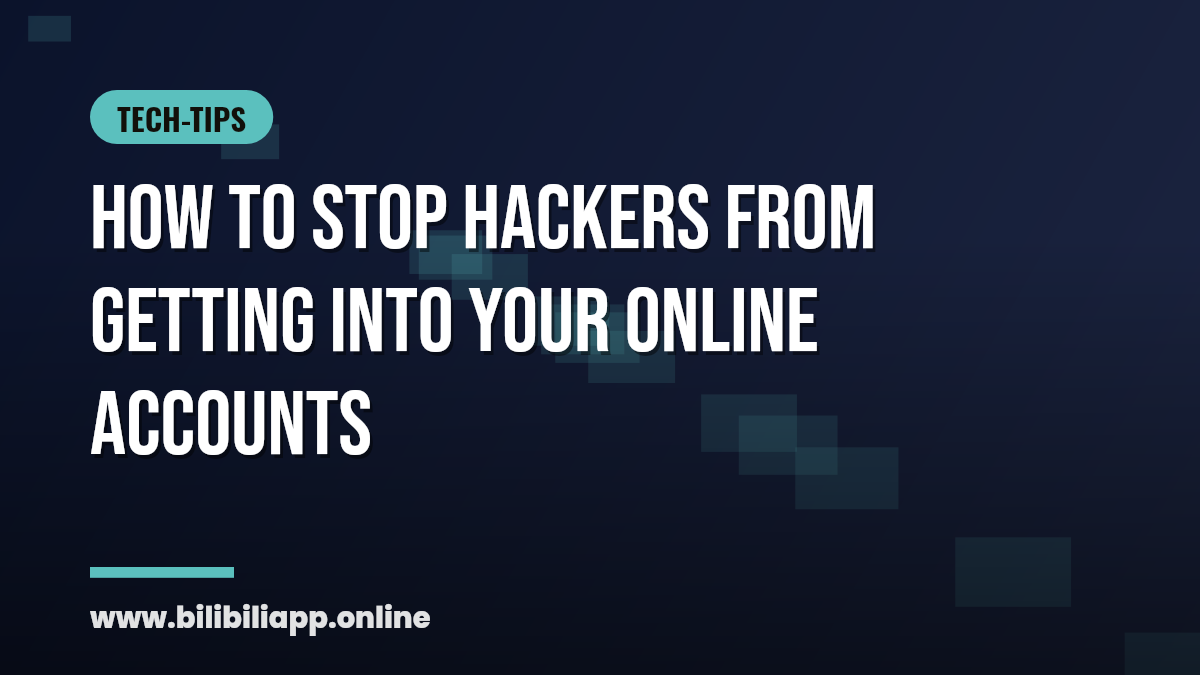 TECH-TIPS
HOW TO STOP HACKERS FROM
GETTING INTO YOUR ONLINE
ACCOUNTS
www.bilibiliapp.online